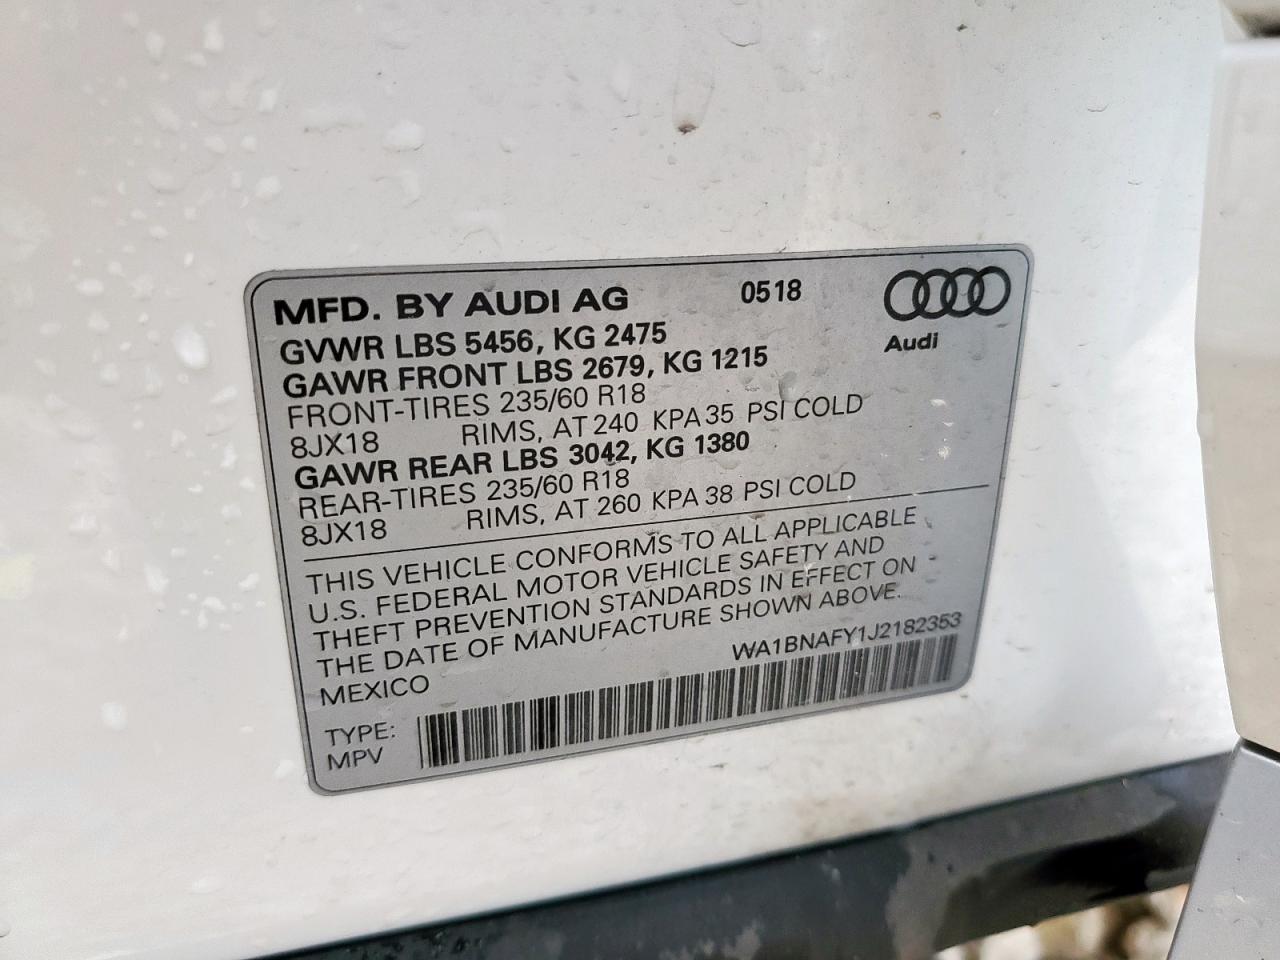 MFD. BY AUDI AG 0518
GVWR LBS 5456, KG 2475
Audi
GAWR FRONT LBS 2679, KG 1215
FRONT-TIRES 235/60 R18
8JX18 RIMS, AT 240 KPA 35 PSI COLD
GAWR REAR LBS 3042, KG 1380
REAR-TIRES 235/60 R18
8JX18 RIMS, AT 260 KPA 38 PSI COLD
THIS VEHICLE CONFORMS TO ALL APPLICABLE
U.S. FEDERAL MOTOR VEHICLE SAFETY AND
THEFT PREVENTION STANDARDS IN EFFECT ON
THE DATE OF MANUFACTURE SHOWN ABOVE.
MEXICO WA1BNAFY1J2182353
TYPE:
MPV